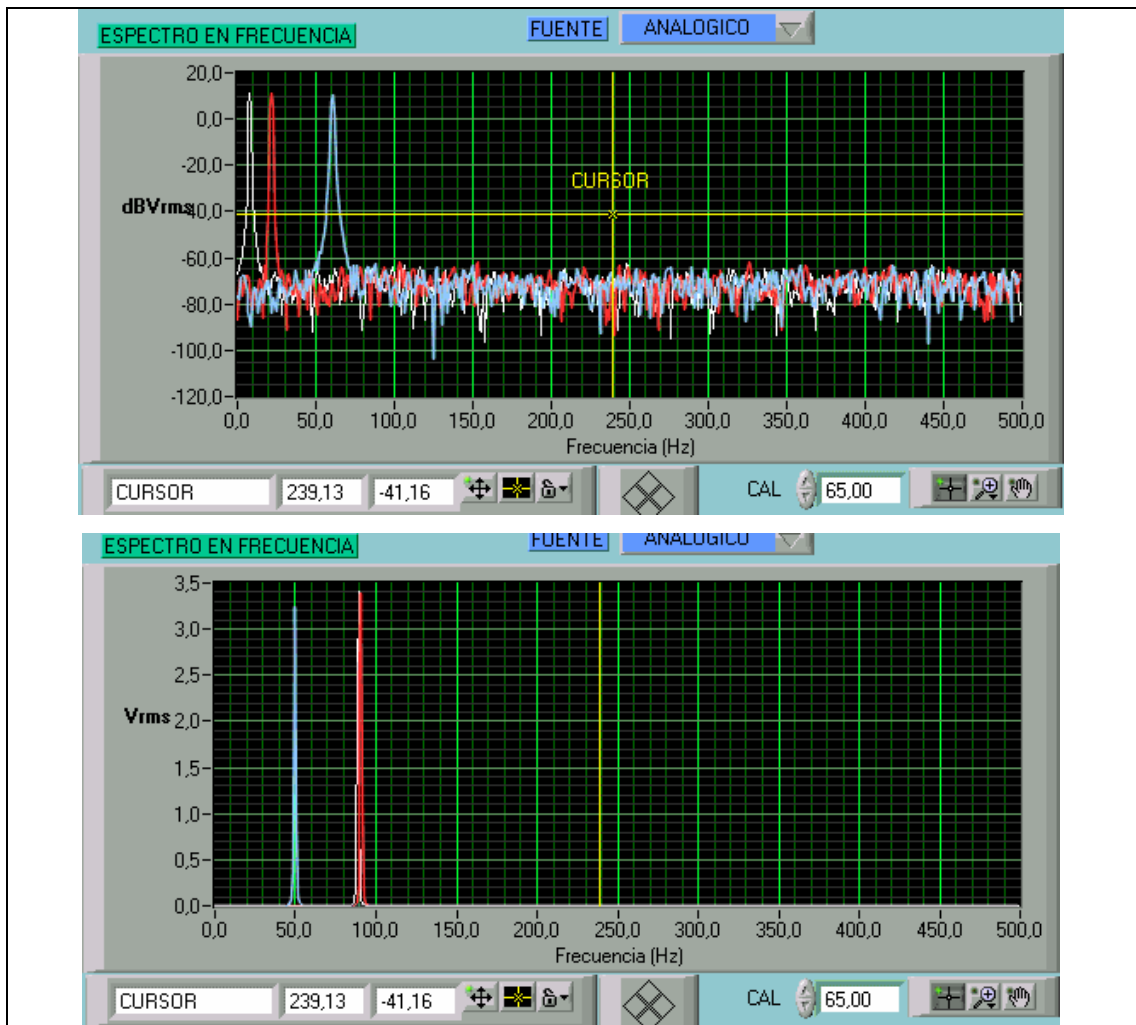 ESPECTRO EN FRECUENCIA FUENTE ANALOGICO
20,0
0,0
-20,0
CURSOR
dBVrms
-40,0
-60,0
-80,0
-100,0
-120,0
0,0 50,0 100,0 150,0 200,0 250,0 300,0 350,0 400,0 450,0 500,0
Frecuencia (Hz)
CURSOR 239,13 -41,16 CAL 65,00
ESPECTRO EN FRECUENCIA FUENTE ANALOGICO
3,5
3,0
2,5
Vrms
2,0
1,5
1,0
0,5
0,0
0,0 50,0 100,0 150,0 200,0 250,0 300,0 350,0 400,0 450,0 500,0
Frecuencia (Hz)
CURSOR 239,13 -41,16 CAL 65,00